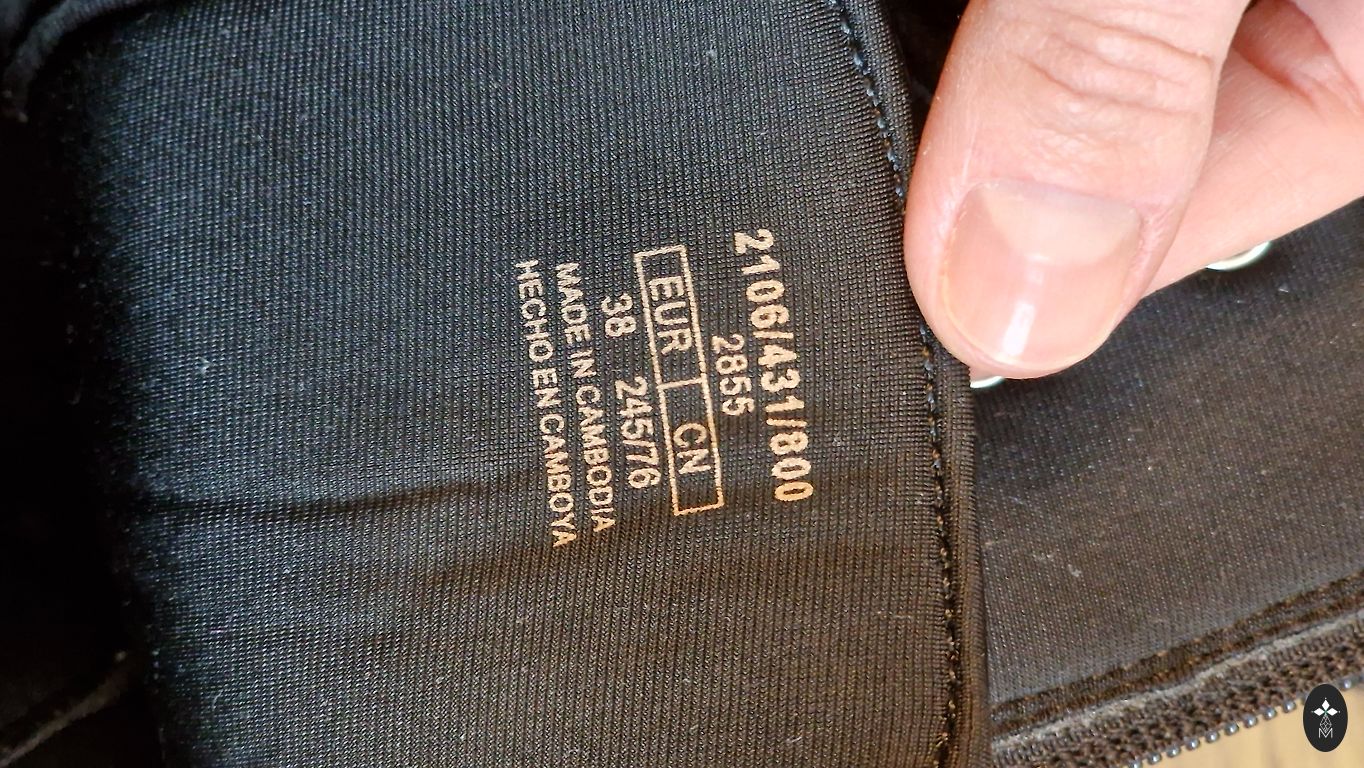 2106/431/800
2855
EUR CN
38 245/76
MADE IN CAMBODIA
HECHO EN CAMBOYA
M